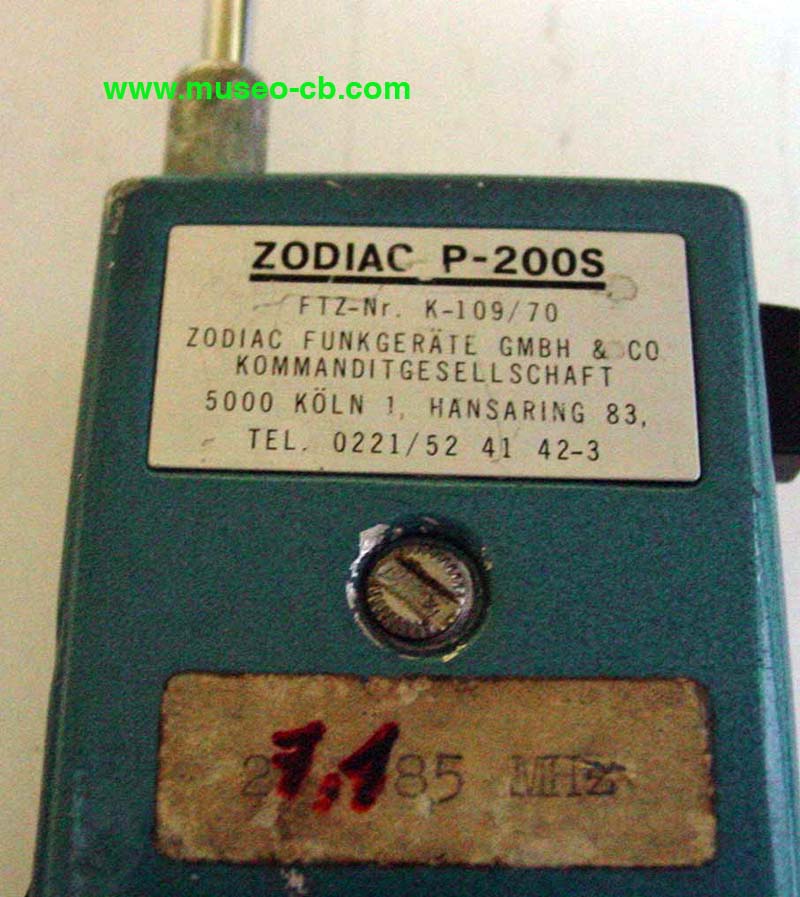 www.museo-cb.com
ZODIAC P-200S
FTZ-Nr. K-109/70
ZODIAC FUNKGERÄTE GMBH & CO
KOMMANDITGESELLSCHAFT
5000 KÖLN 1, HANSARING 83,
TEL. 0221/52 41 42-3
27,185 MHz